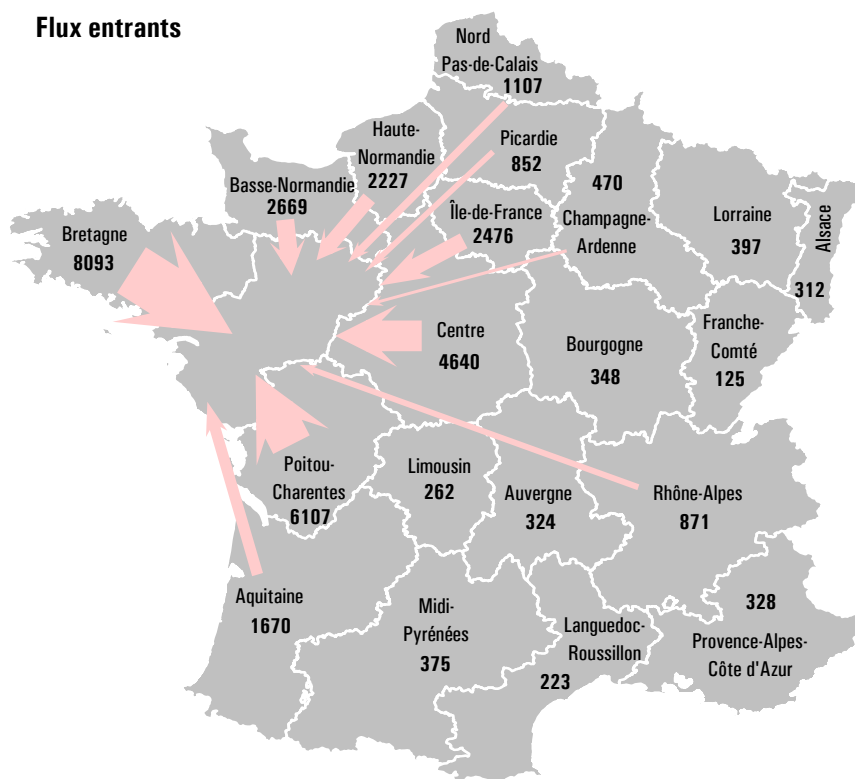 Flux entrants
Nord
Pas-de-Calais
1107
Haute-
Normandie
2227
Picardie
852
Basse-Normandie
2669
470
Champagne-
Ardenne
Île-de-France
2476
Lorraine
397
Alsace
312
Bretagne
8093
Centre
4640
Bourgogne
348
Franche-
Comté
125
Poitou-
Charentes
6107
Limousin
262
Auvergne
324
Rhône-Alpes
871
Aquitaine
1670
Midi-
Pyrénées
375
Languedoc-
Roussillon
223
328
Provence-Alpes-
Côte d'Azur